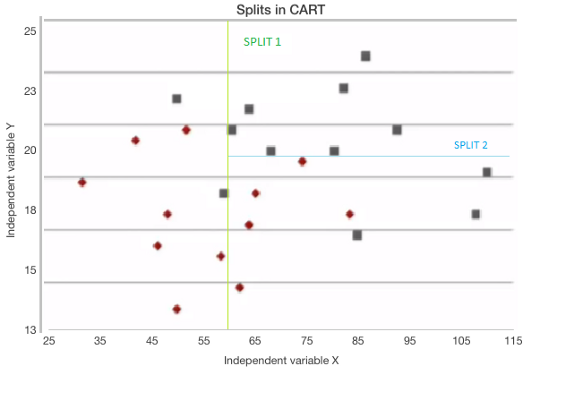 Splits in CART
25
SPLIT 1
23
20
SPLIT 2
18
15
13
25 35 45 55 65 75 85 95 105 115
Independent variable X
Independent variable Y